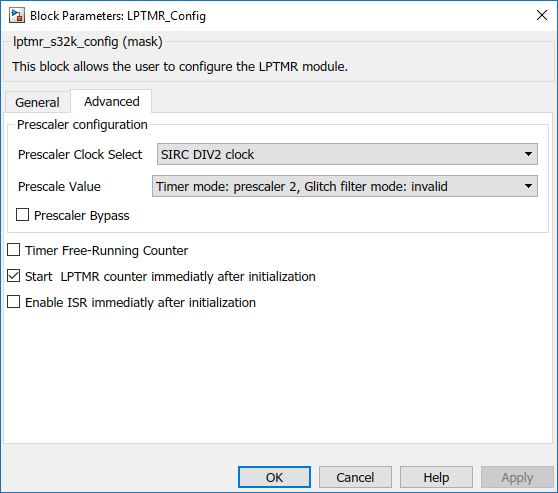 Block Parameters: LPTMR_Config
lptmr_s32k_config (mask)
This block allows the user to configure the LPTMR module.
General Advanced
Prescaler configuration
Prescaler Clock Select SIRC DIV2 clock
Prescale Value Timer mode: prescaler 2, Glitch filter mode: invalid
Prescaler Bypass
Timer Free-Running Counter
Start LPTMR counter immediatly after initialization
Enable ISR immediatly after initialization
OK Cancel Help Apply